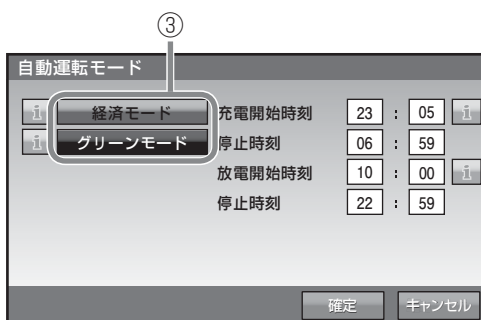 ③
自動運転モード
i 経済モード 充電開始時刻 23 : 05 i
i グリーンモード 停止時刻 06 : 59
放電開始時刻 10 : 00 i
停止時刻 22 : 59
確定 キャンセル